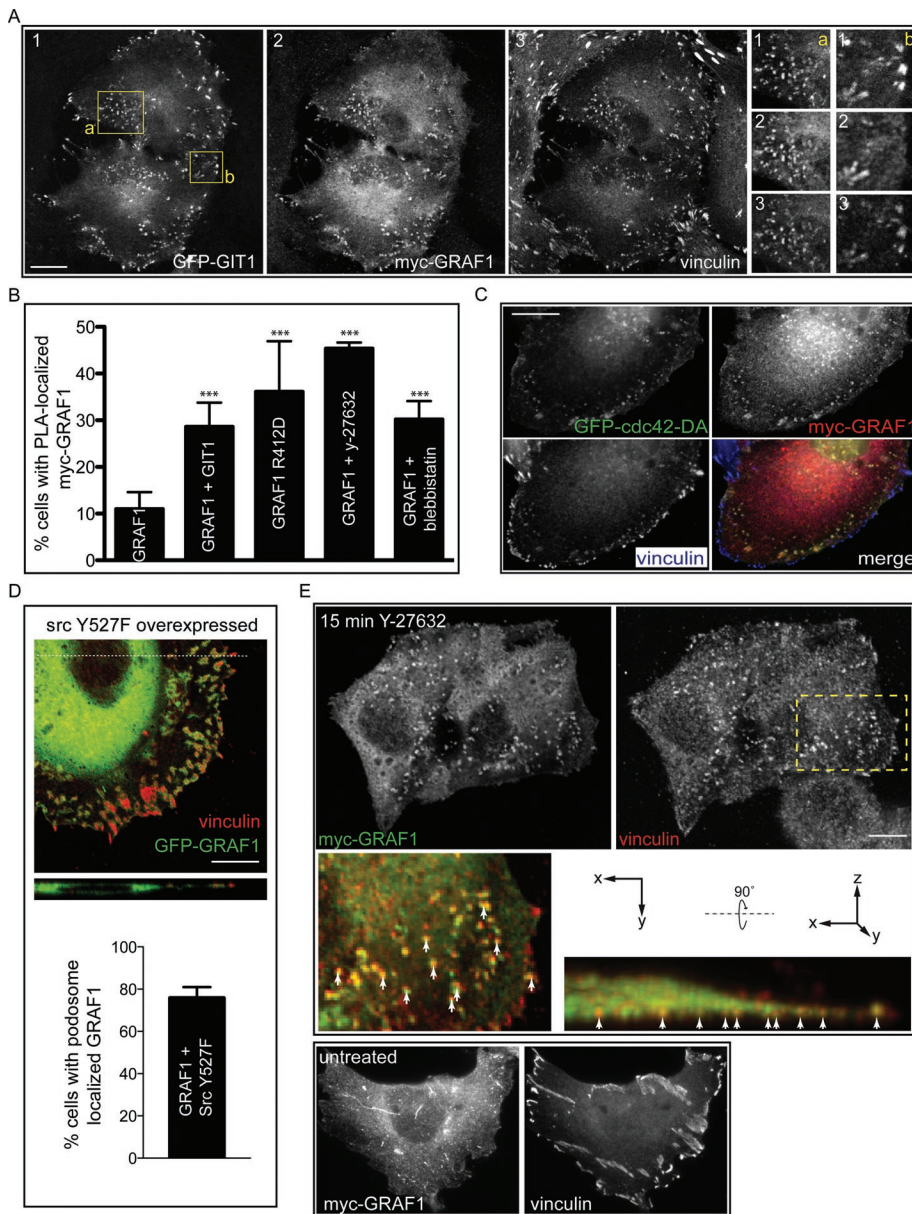 A
1
a
b
GFP-GIT1
2
myc-GRAF1
3
vinculin
1
a
2
3
1
b
2
3
B
% cells with PLA-localized
myc-GRAF1
50
40
30
20
10
0
***
***
***
***
GRAF1
GRAF1 + GIT1
GRAF1 R412D
GRAF1 + y-27632
GRAF1 +
blebbistatin
C
GFP-cdc42-DA
myc-GRAF1
vinculin
merge
D
src Y527F overexpressed
vinculin
GFP-GRAF1
% cells with podosome
localized GRAF1
100
80
60
40
20
0
GRAF1 +
Src Y527F
E
15 min Y-27632
myc-GRAF1
vinculin
x
y
90°
z
x
y
untreated
myc-GRAF1
vinculin